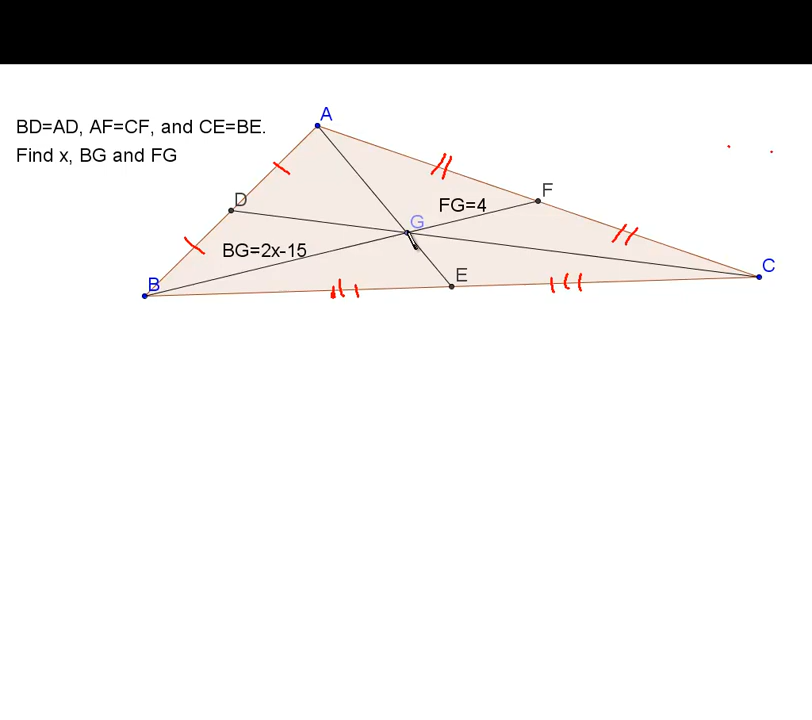 BD=AD, AF=CF, and CE=BE.
Find x, BG and FG
A
F
D
FG=4
G
BG=2x-15
C
E
B